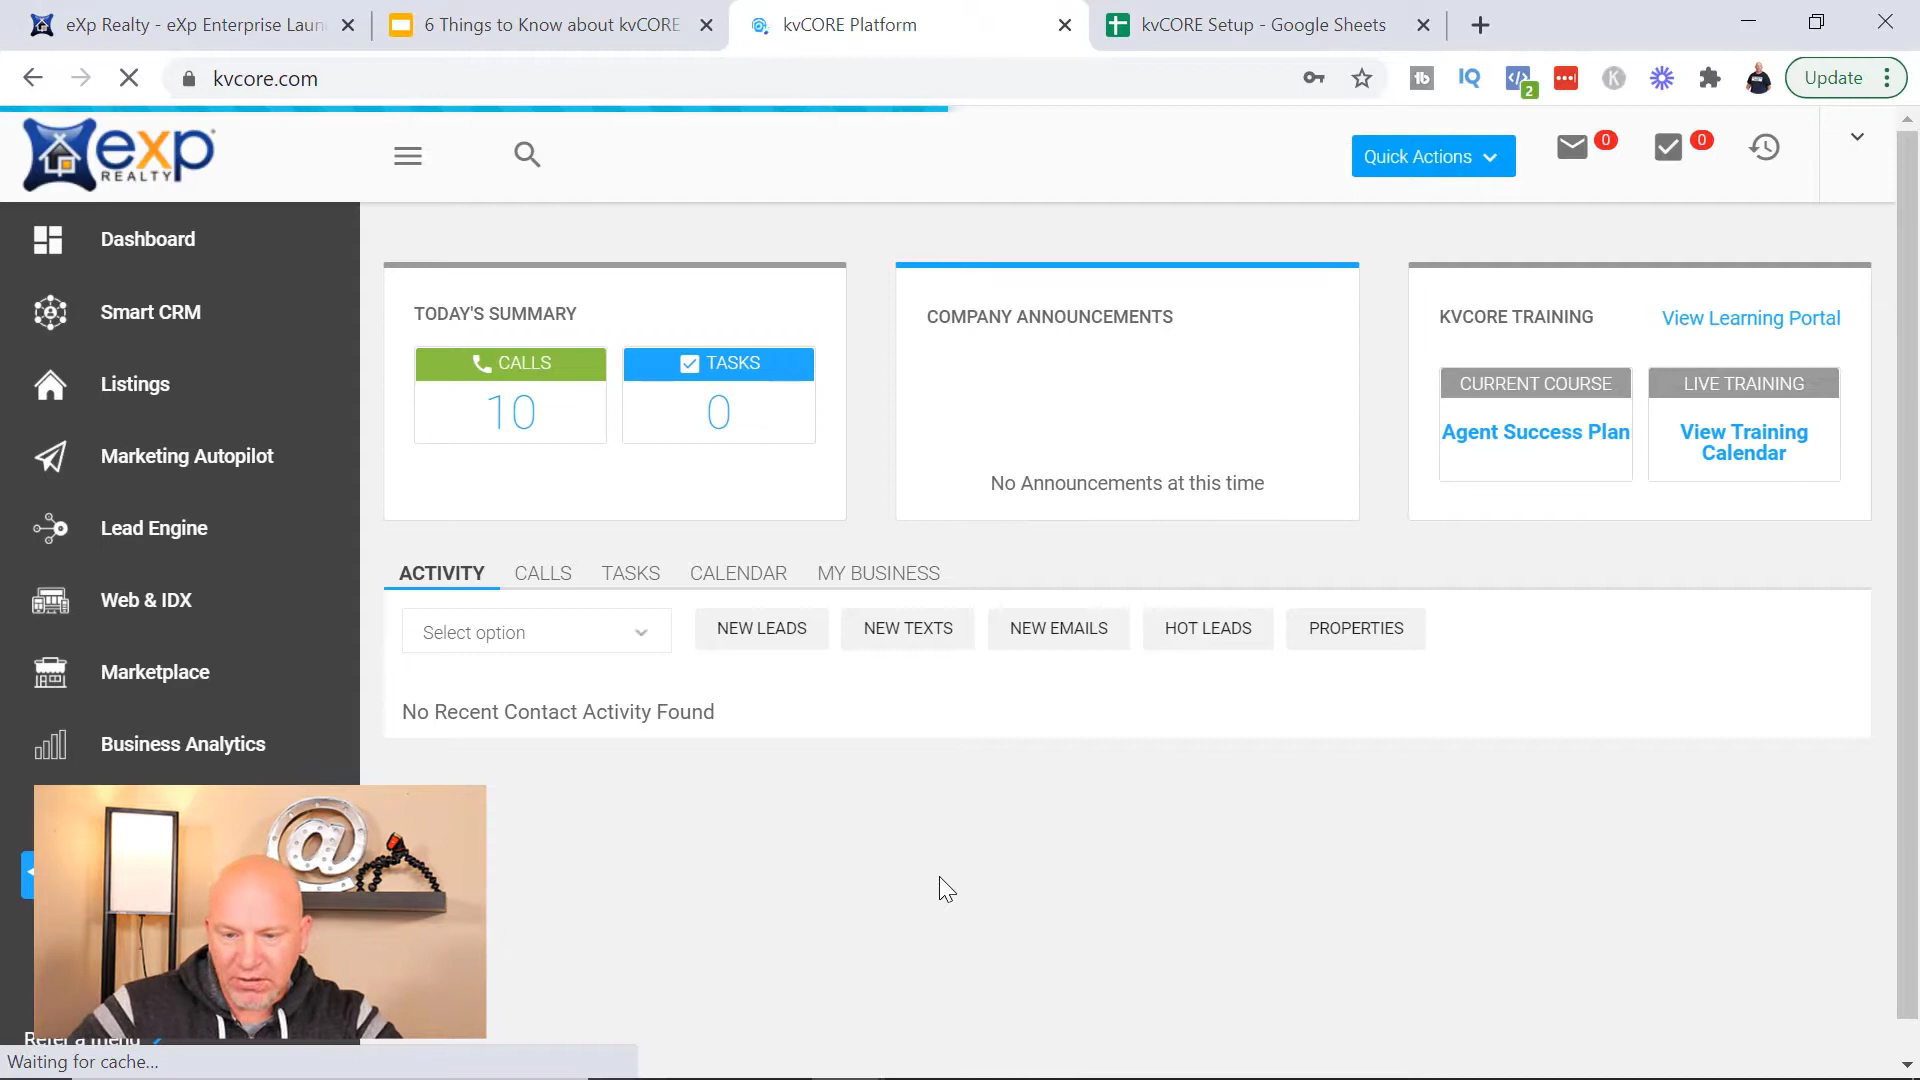 eXp Realty - eXp Enterprise Laun
6 Things to Know about kvCORE
kvCORE Platform
kvCORE Setup - Google Sheets
kvcore.com
tb
IQ
2
K
Update
exp
REALTY
Quick Actions
0
0
Dashboard
Smart CRM
Listings
Marketing Autopilot
Lead Engine
Web & IDX
Marketplace
Business Analytics
TODAY'S SUMMARY
CALLS
TASKS
10
0
COMPANY ANNOUNCEMENTS
No Announcements at this time
KVCORE TRAINING
View Learning Portal
CURRENT COURSE
LIVE TRAINING
Agent Success Plan
View Training
Calendar
ACTIVITY
CALLS
TASKS
CALENDAR
MY BUSINESS
Select option
NEW LEADS
NEW TEXTS
NEW EMAILS
HOT LEADS
PROPERTIES
No Recent Contact Activity Found
@
Refer a friend
Waiting for cache...